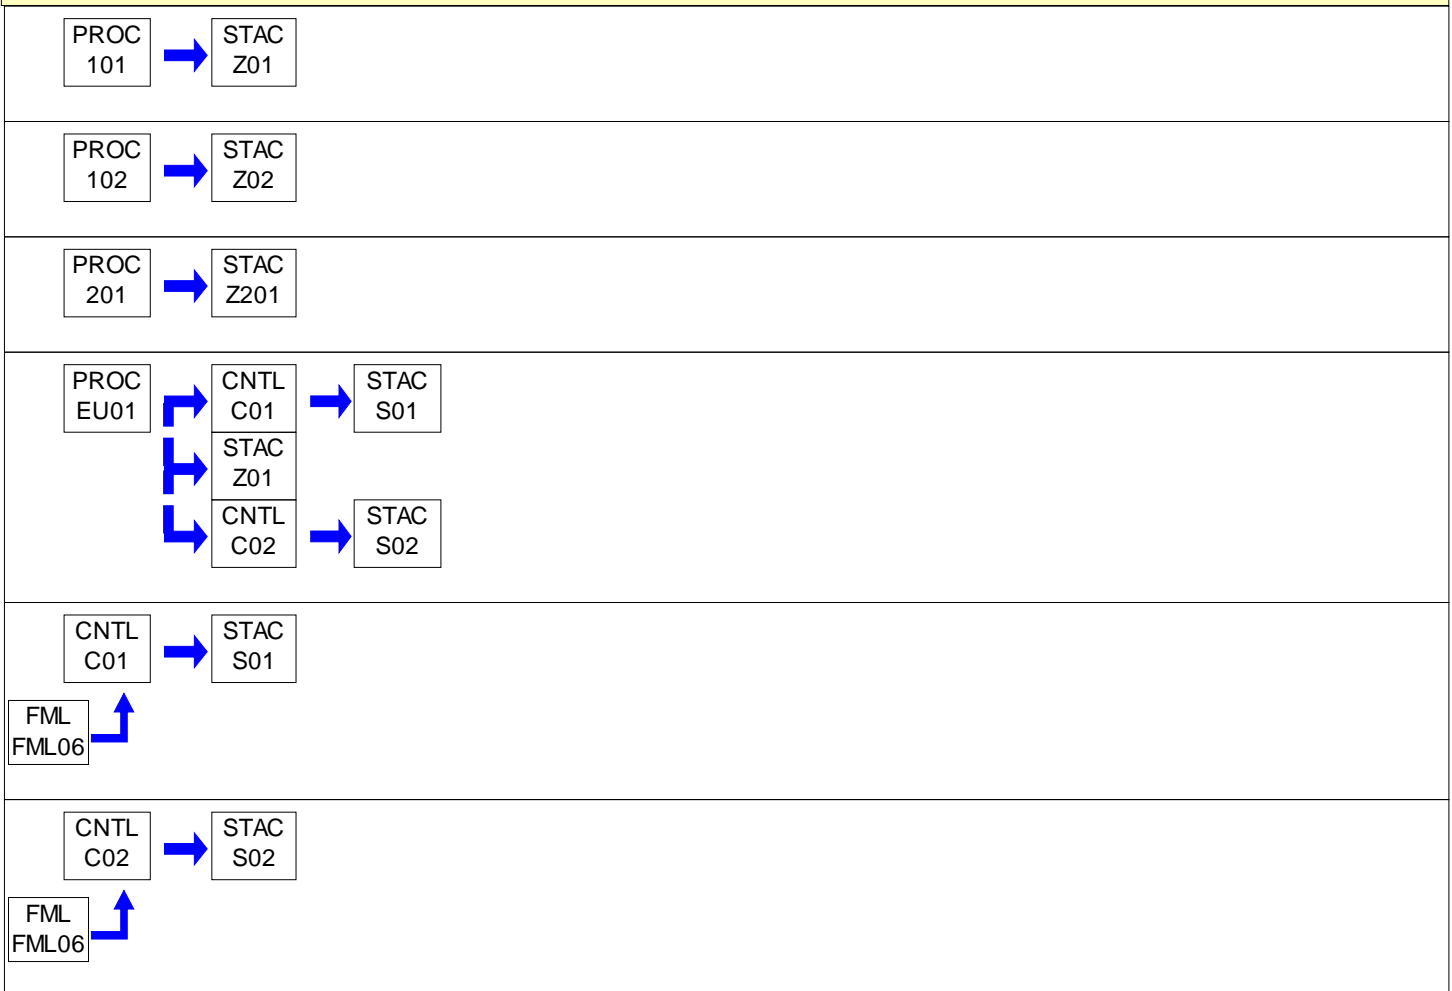 PROC
101
STAC
Z01
PROC
102
STAC
Z02
PROC
201
STAC
Z201
PROC
EU01
CNTL
C01
STAC
S01
STAC
Z01
CNTL
C02
STAC
S02
CNTL
C01
STAC
S01
FML
FML06
CNTL
C02
STAC
S02
FML
FML06